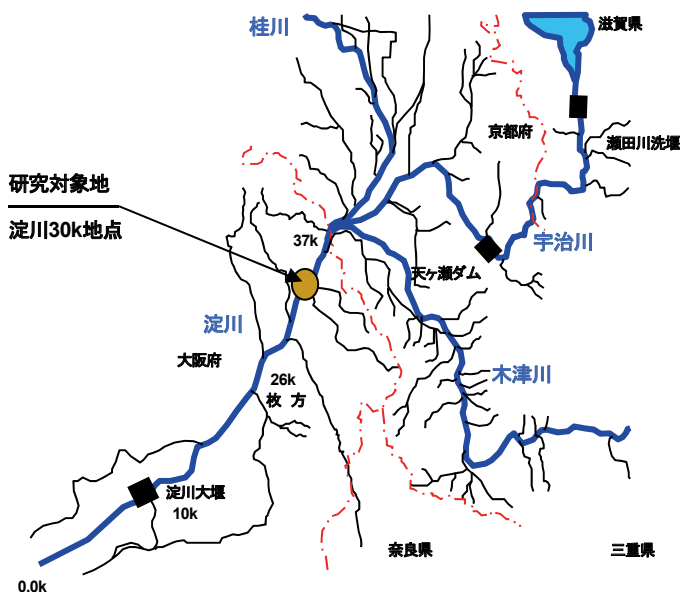 桂川
滋賀県
京都府
瀬田川洗堰
研究対象地
淀川30k地点
37k
宇治川
天ヶ瀬ダム
淀川
大阪府
26k
枚 方
木津川
淀川大堰
10k
奈良県
三重県
0.0k